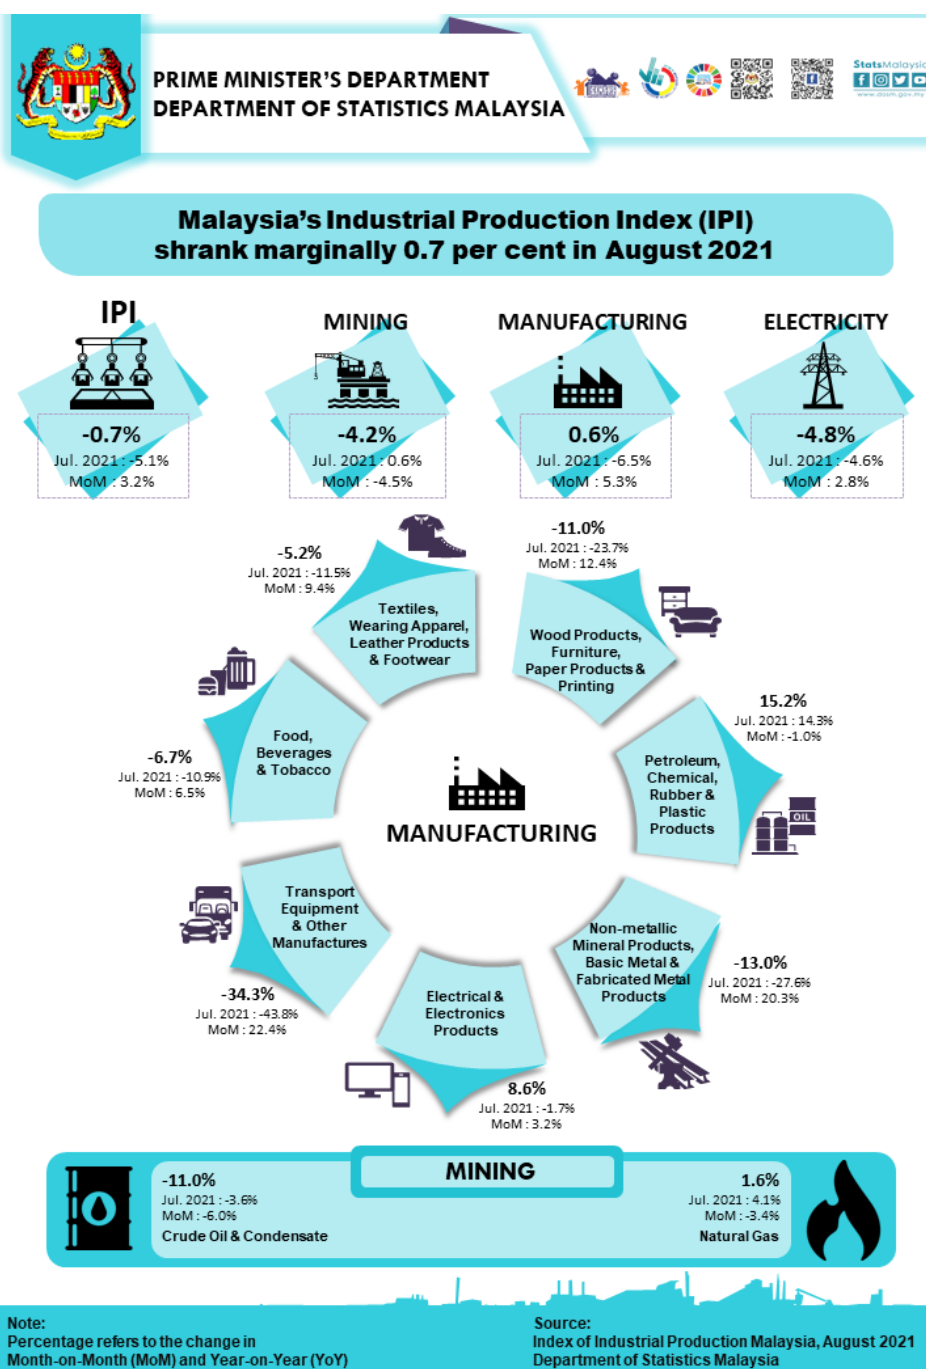 PRIME MINISTER'S DEPARTMENT
DEPARTMENT OF STATISTICS MALAYSIA
StatsMalaysia
www.dosm.gov.my
Malaysia's Industrial Production Index (IPI)
shrank marginally 0.7 per cent in August 2021
IPI
-0.7%
Jul. 2021 : -5.1%
MoM : 3.2%
MINING
-4.2%
Jul. 2021 : 0.6%
MoM : -4.5%
MANUFACTURING
0.6%
Jul. 2021 : -6.5%
MoM : 5.3%
ELECTRICITY
-4.8%
Jul. 2021 : -4.6%
MoM : 2.8%
-5.2%
Jul. 2021 : -11.5%
MoM : 9.4%
Textiles,
Wearing Apparel,
Leather Products
& Footwear
-11.0%
Jul. 2021 : -23.7%
MoM : 12.4%
Wood Products,
Furniture,
Paper Products &
Printing
-6.7%
Jul. 2021 : -10.9%
MoM : 6.5%
Food,
Beverages
& Tobacco
15.2%
Jul. 2021 : 14.3%
MoM : -1.0%
Petroleum,
Chemical,
Rubber &
Plastic
Products
OIL
MANUFACTURING
Transport
Equipment
& Other
Manufactures
-34.3%
Jul. 2021 : -43.8%
MoM : 22.4%
Non-metallic
Mineral Products,
Basic Metal &
Fabricated Metal
Products
-13.0%
Jul. 2021 : -27.6%
MoM : 20.3%
Electrical &
Electronics
Products
8.6%
Jul. 2021 : -1.7%
MoM : 3.2%
MINING
-11.0%
Jul. 2021 : -3.6%
MoM : -6.0%
Crude Oil & Condensate
1.6%
Jul. 2021 : 4.1%
MoM : -3.4%
Natural Gas
Note:
Percentage refers to the change in
Month-on-Month (MoM) and Year-on-Year (YoY)
Source:
Index of Industrial Production Malaysia, August 2021
Department of Statistics Malaysia